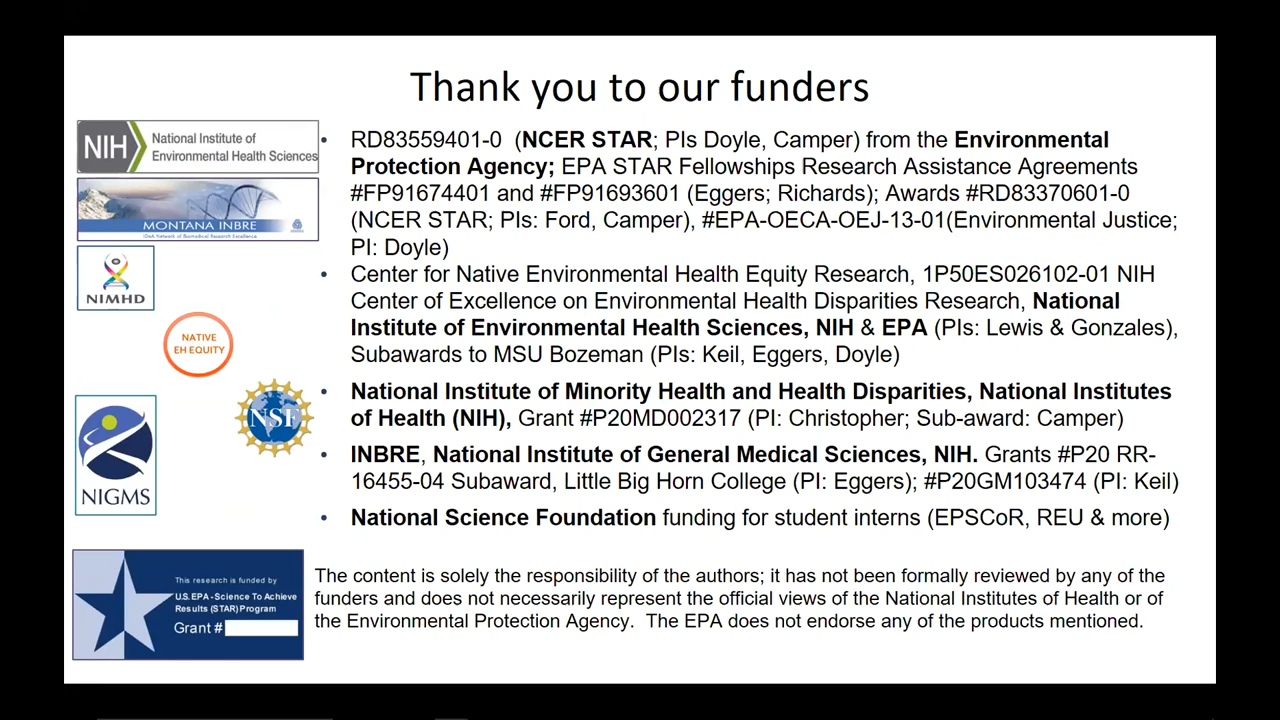 Thank you to our funders
NIH National Institute of
Environmental Health Sciences
MONTANA INBRE
IDeA Network of Biomedical Research Excellence
NIMHD
NATIVE
EH EQUITY
NSF
NIGMS
This research is funded by
U.S. EPA - Science To Achieve
Results (STAR) Program
Grant #
• RD83559401-0 (NCER STAR; PIs Doyle, Camper) from the Environmental
Protection Agency; EPA STAR Fellowships Research Assistance Agreements
#FP91674401 and #FP91693601 (Eggers; Richards); Awards #RD83370601-0
(NCER STAR; PIs: Ford, Camper), #EPA-OECA-OEJ-13-01(Environmental Justice;
PI: Doyle)
• Center for Native Environmental Health Equity Research, 1P50ES026102-01 NIH
Center of Excellence on Environmental Health Disparities Research, National
Institute of Environmental Health Sciences, NIH & EPA (PIs: Lewis & Gonzales),
Subawards to MSU Bozeman (PIs: Keil, Eggers, Doyle)
• National Institute of Minority Health and Health Disparities, National Institutes
of Health (NIH), Grant #P20MD002317 (PI: Christopher; Sub-award: Camper)
• INBRE, National Institute of General Medical Sciences, NIH. Grants #P20 RR-
16455-04 Subaward, Little Big Horn College (PI: Eggers); #P20GM103474 (PI: Keil)
• National Science Foundation funding for student interns (EPSCoR, REU & more)
The content is solely the responsibility of the authors; it has not been formally reviewed by any of the
funders and does not necessarily represent the official views of the National Institutes of Health or of
the Environmental Protection Agency. The EPA does not endorse any of the products mentioned.